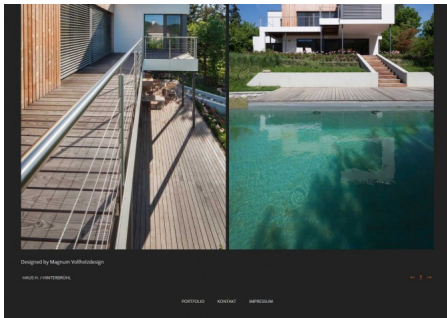 Designed by Magnum Vollholzdesign
HAUS H. / HINTERBRÜHL
PORTFOLIO KONTAKT IMPRESSUM